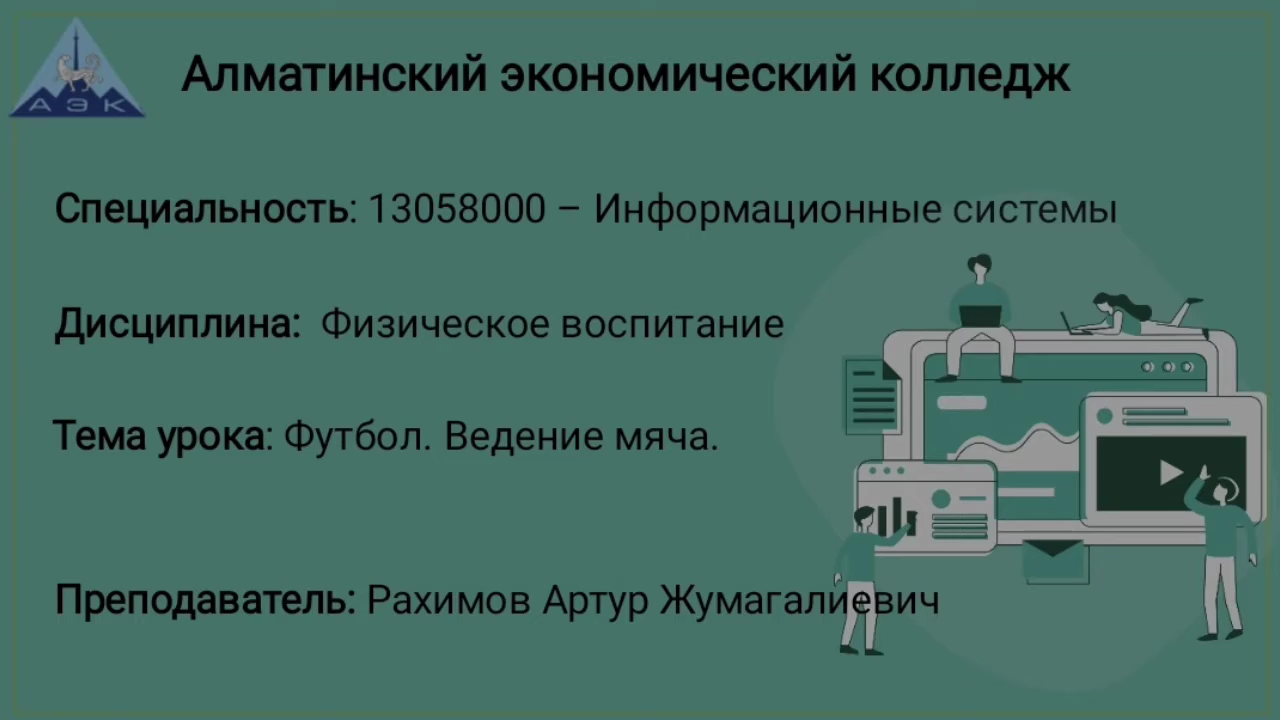 АЭК
Алматинский экономический колледж
Специальность: 13058000 – Информационные системы
Дисциплина: Физическое воспитание
Тема урока: Футбол. Ведение мяча.
Преподаватель: Рахимов Артур Жумагалиевич